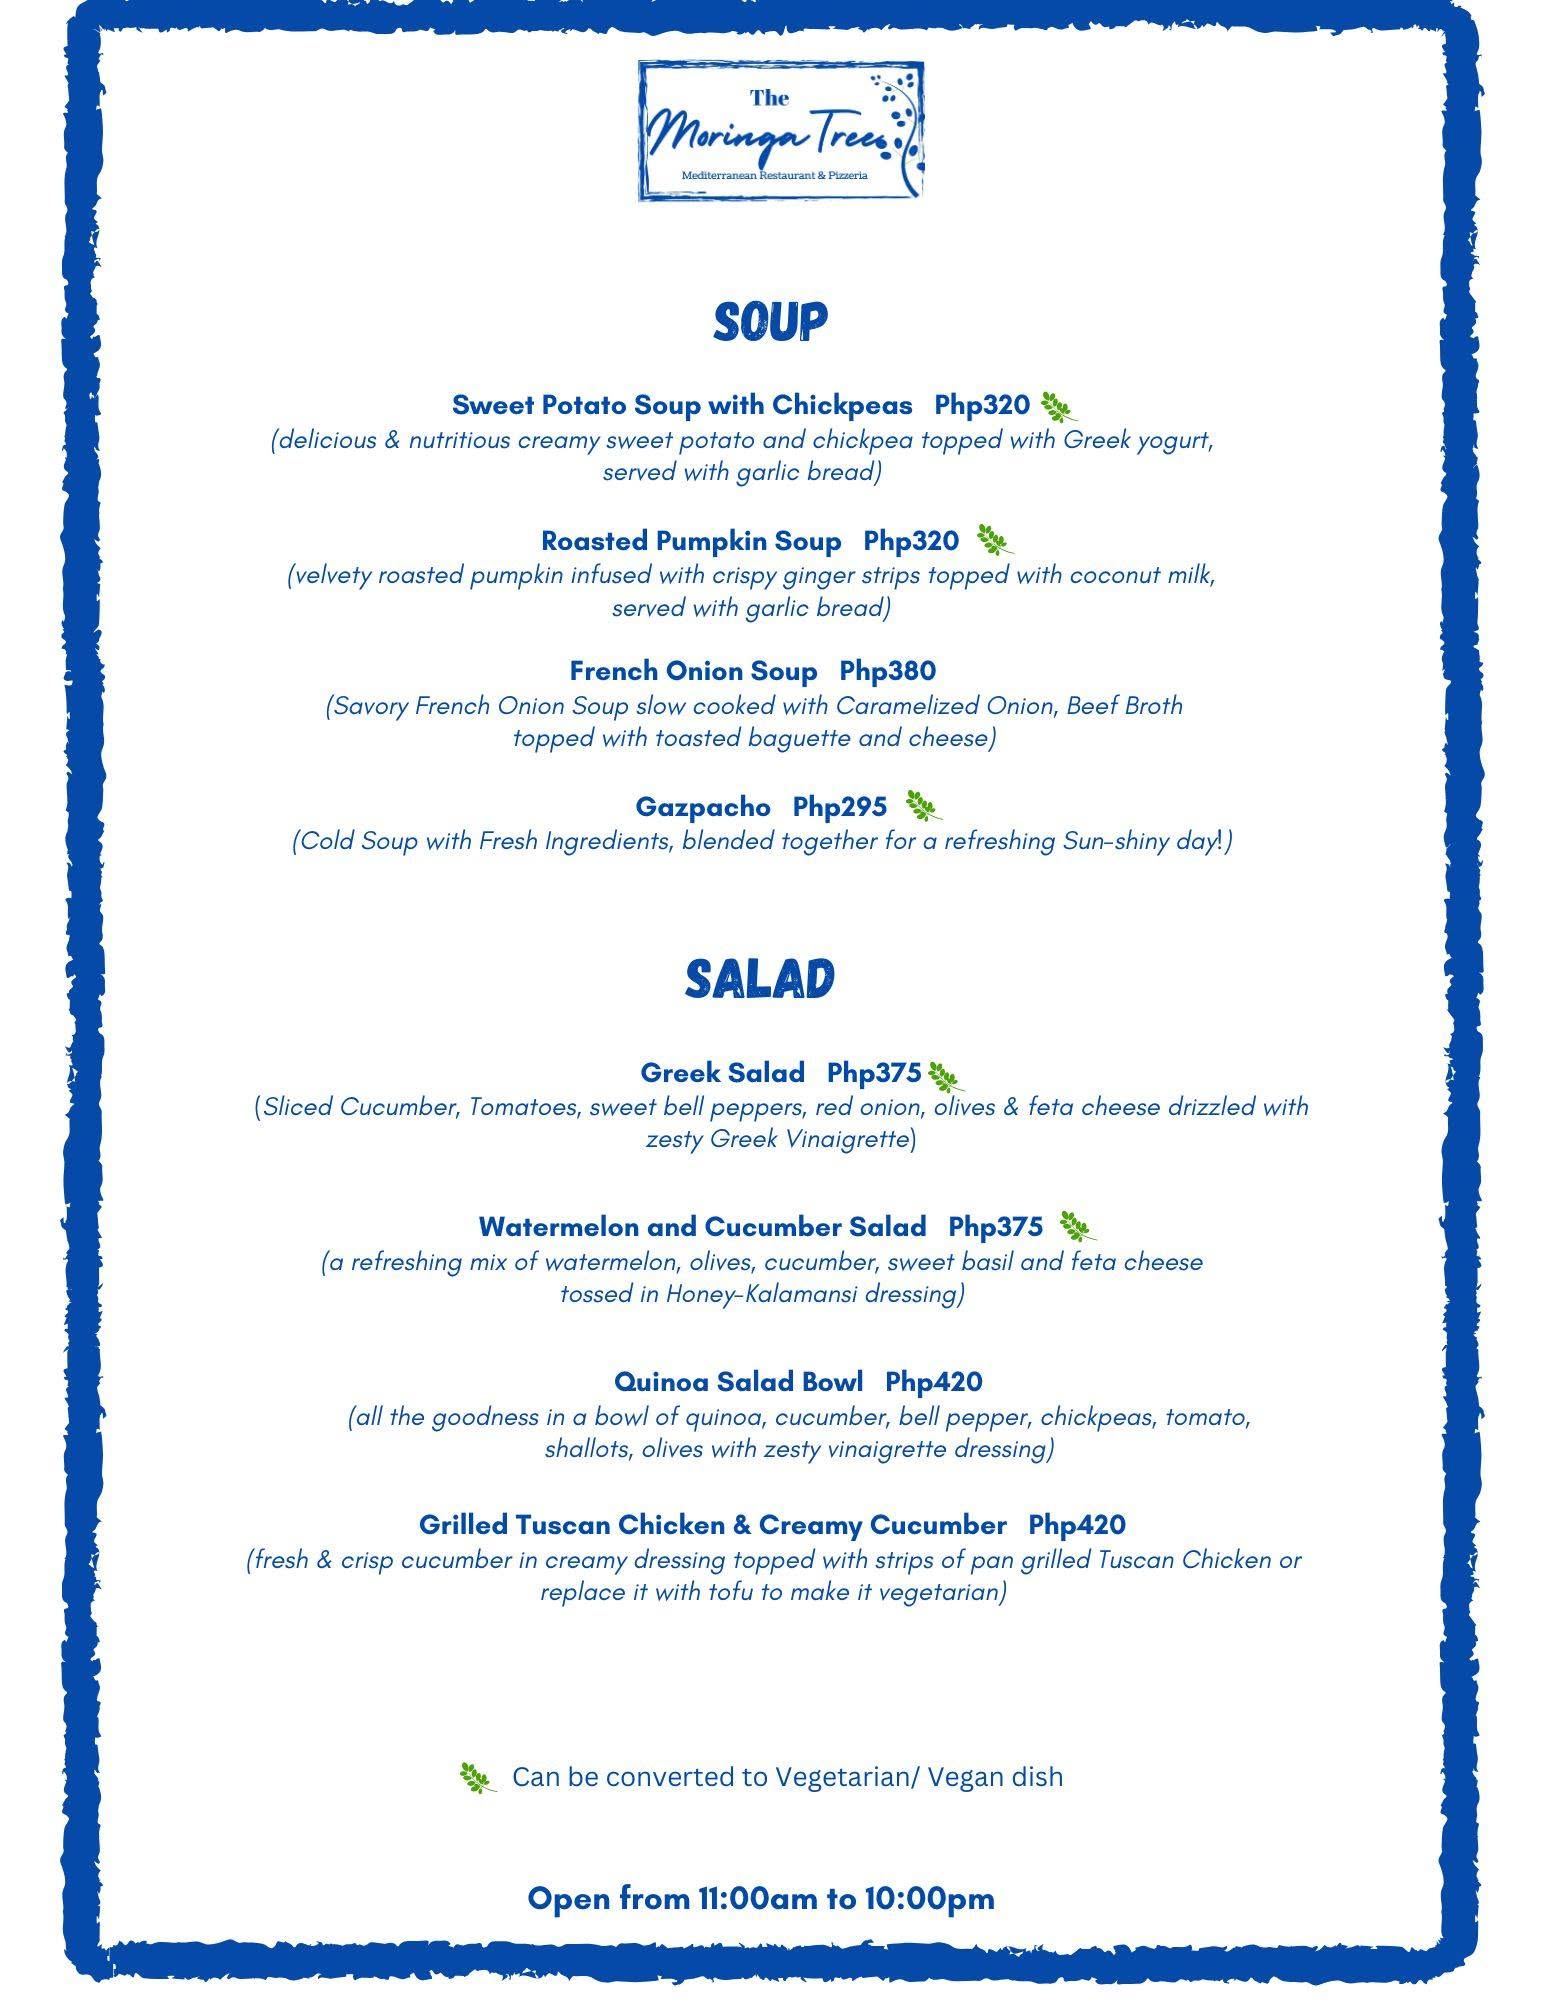 The
Moringa Tree
Mediterranean Restaurant & Pizzeria
SOUP
Sweet Potato Soup with Chickpeas Php320
(delicious & nutritious creamy sweet potato and chickpea topped with Greek yogurt,
served with garlic bread)
Roasted Pumpkin Soup Php320
(velvety roasted pumpkin infused with crispy ginger strips topped with coconut milk,
served with garlic bread)
French Onion Soup Php380
(Savory French Onion Soup slow cooked with Caramelized Onion, Beef Broth
topped with toasted baguette and cheese)
Gazpacho Php295
(Cold Soup with Fresh Ingredients, blended together for a refreshing Sun-shiny day!)
SALAD
Greek Salad Php375
(Sliced Cucumber, Tomatoes, sweet bell peppers, red onion, olives & feta cheese drizzled with
zesty Greek Vinaigrette)
Watermelon and Cucumber Salad Php375
(a refreshing mix of watermelon, olives, cucumber, sweet basil and feta cheese
tossed in Honey-Kalamansi dressing)
Quinoa Salad Bowl Php420
(all the goodness in a bowl of quinoa, cucumber, bell pepper, chickpeas, tomato,
shallots, olives with zesty vinaigrette dressing)
Grilled Tuscan Chicken & Creamy Cucumber Php420
(fresh & crisp cucumber in creamy dressing topped with strips of pan grilled Tuscan Chicken or
replace it with tofu to make it vegetarian)
Can be converted to Vegetarian/ Vegan dish
Open from 11:00am to 10:00pm